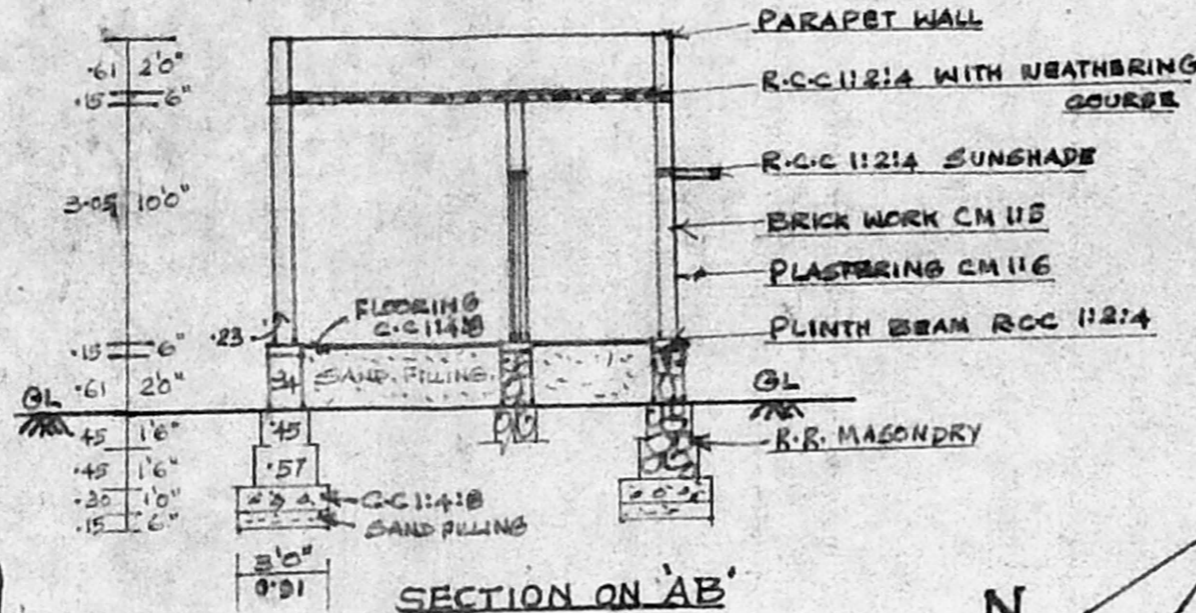 PARAPET WALL
.61 2'0"
R.C.C 1:2:4 WITH WEATHERING
COURSE
.15 6"
R.C.C 1:2:4 SUNSHADE
3.05 10'0"
BRICK WORK CM 1:5
PLASTERING CM 1:6
FLOORING
C.C 1:4:8
.23
PLINTH BEAM RCC 1:2:4
.15 6"
.61 2'0"
.34
SAND FILLING
GL
GL
.45 1'6"
.45
R.R. MASONDRY
.45 1'6"
.57
.30 1'0"
C.C 1:4:8
.15 6"
SAND FILLING
3'0"
0.91
SECTION ON 'AB'
N